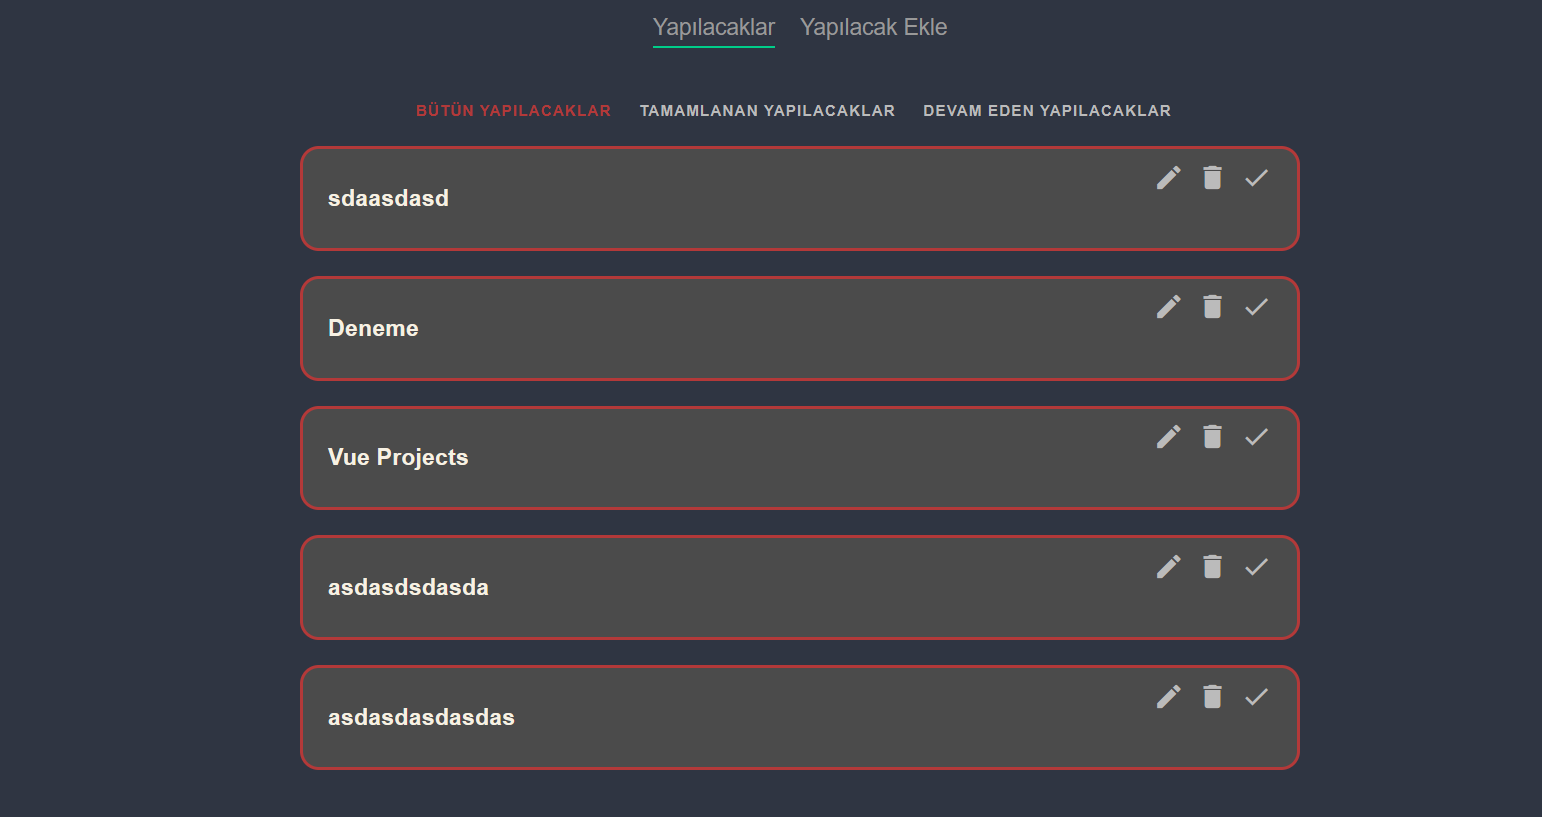 Yapılacaklar Yapılacak Ekle
BÜTÜN YAPILACAKLAR TAMAMLANAN YAPILACAKLAR DEVAM EDEN YAPILACAKLAR
sdaasdasd
Deneme
Vue Projects
asdasdsdasda
asdasdasdasdas